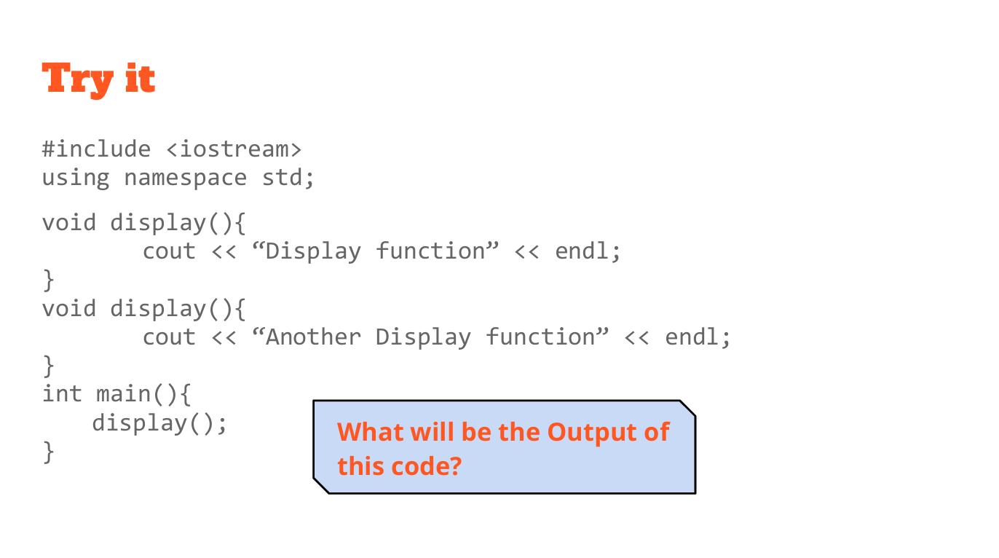 Try it
#include <iostream>
using namespace std;
void display(){
cout << “Display function” << endl;
}
void display(){
cout << “Another Display function” << endl;
}
int main(){
display();
}
What will be the Output of
this code?